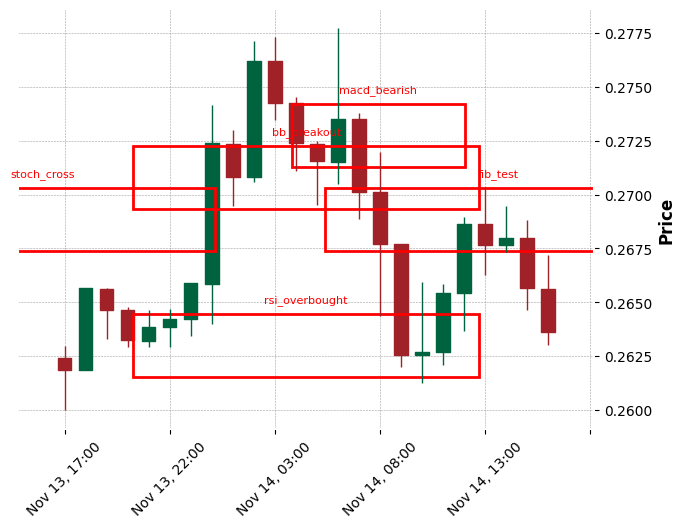 0.2775
macd_bearish
0.2750
bb_breakout
0.2725
stoch_cross
fib_test
0.2700
Price
0.2675
0.2650
rsi_overbought
0.2625
0.2600
Nov 13, 17:00
Nov 13, 22:00
Nov 14, 03:00
Nov 14, 08:00
Nov 14, 13:00